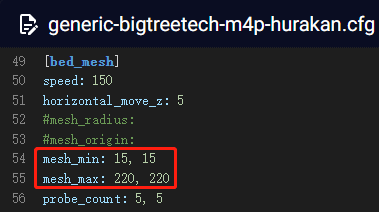 generic-bigtreetech-m4p-hurakan.cfg
49 [bed_mesh]
50 speed: 150
51 horizontal_move_z: 5
52 #mesh_radius:
53 #mesh_origin:
54 mesh_min: 15, 15
55 mesh_max: 220, 220
56 probe_count: 5, 5